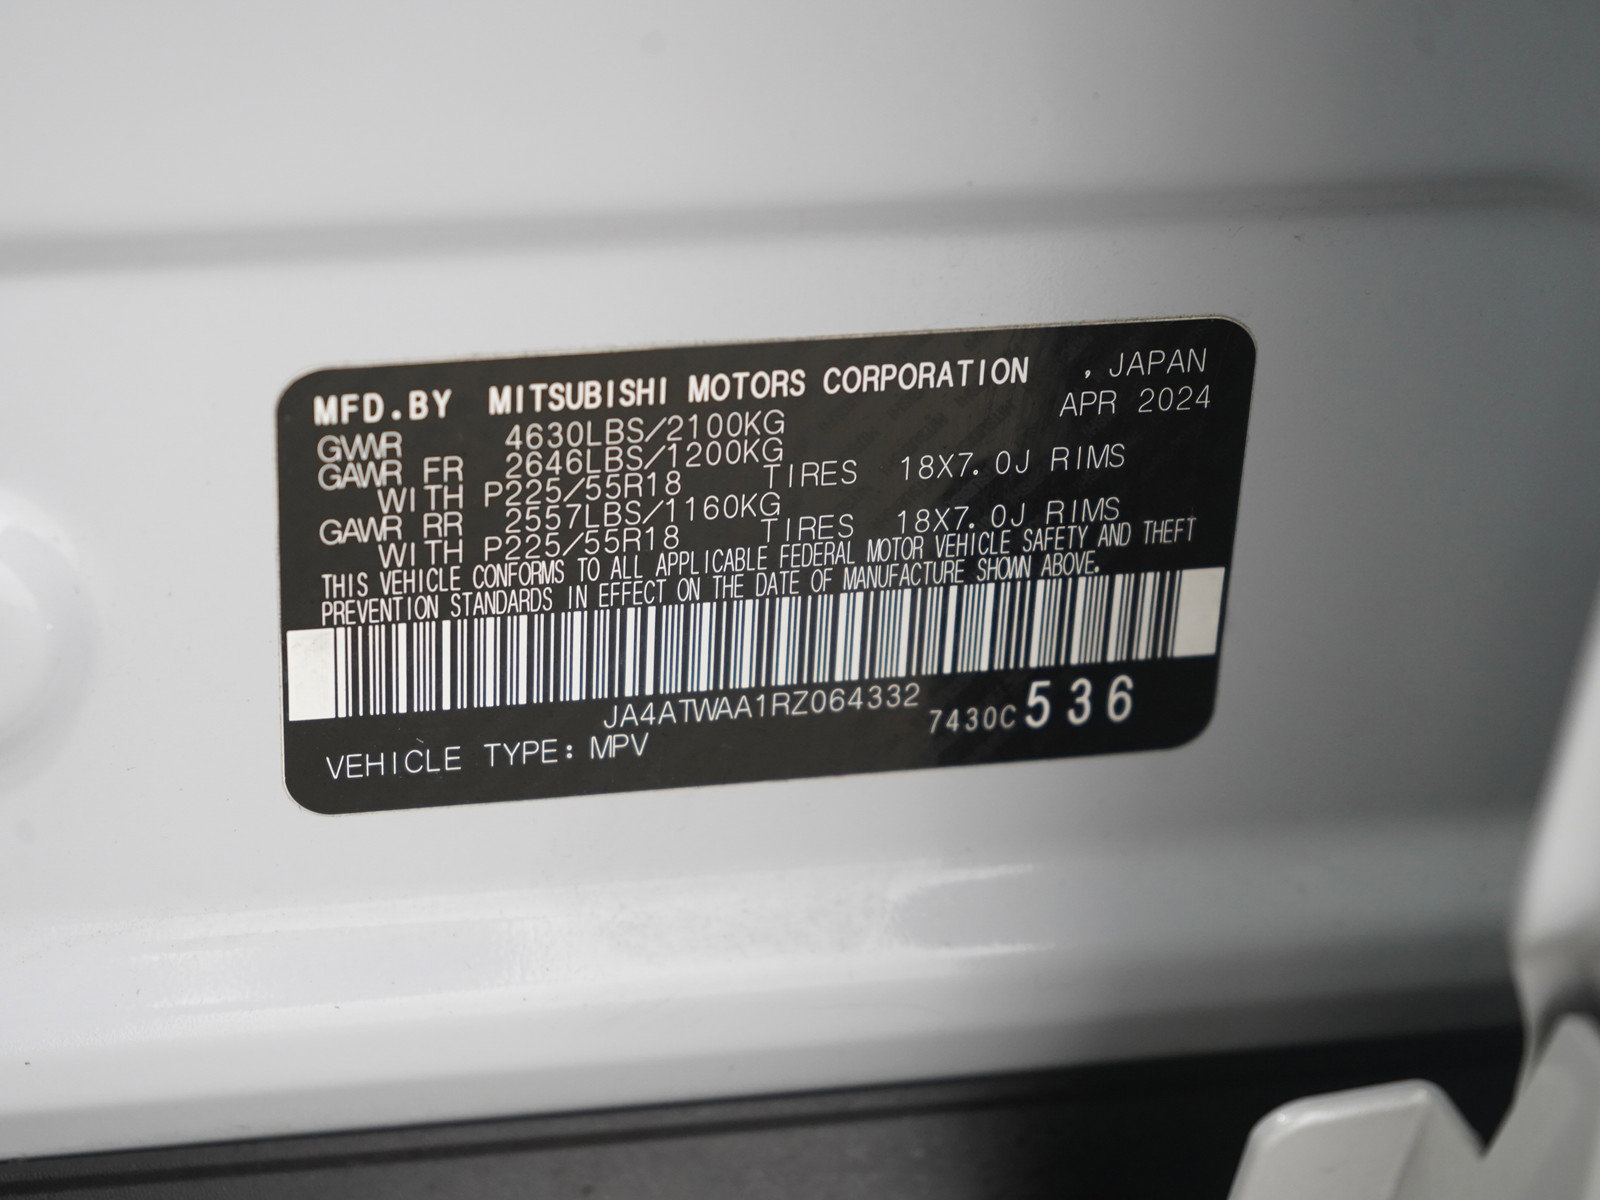 MFD.BY MITSUBISHI MOTORS CORPORATION , JAPAN
GVWR 4630LBS/2100KG APR 2024
GAWR FR 2646LBS/1200KG
WITH P225/55R18 TIRES 18X7.0J RIMS
GAWR RR 2557LBS/1160KG
WITH P225/55R18 TIRES 18X7.0J RIMS
THIS VEHICLE CONFORMS TO ALL APPLICABLE FEDERAL MOTOR VEHICLE SAFETY AND THEFT
PREVENTION STANDARDS IN EFFECT ON THE DATE OF MANUFACTURE SHOWN ABOVE.
JA4ATWAA1RZ064332 7430C 536
VEHICLE TYPE: MPV